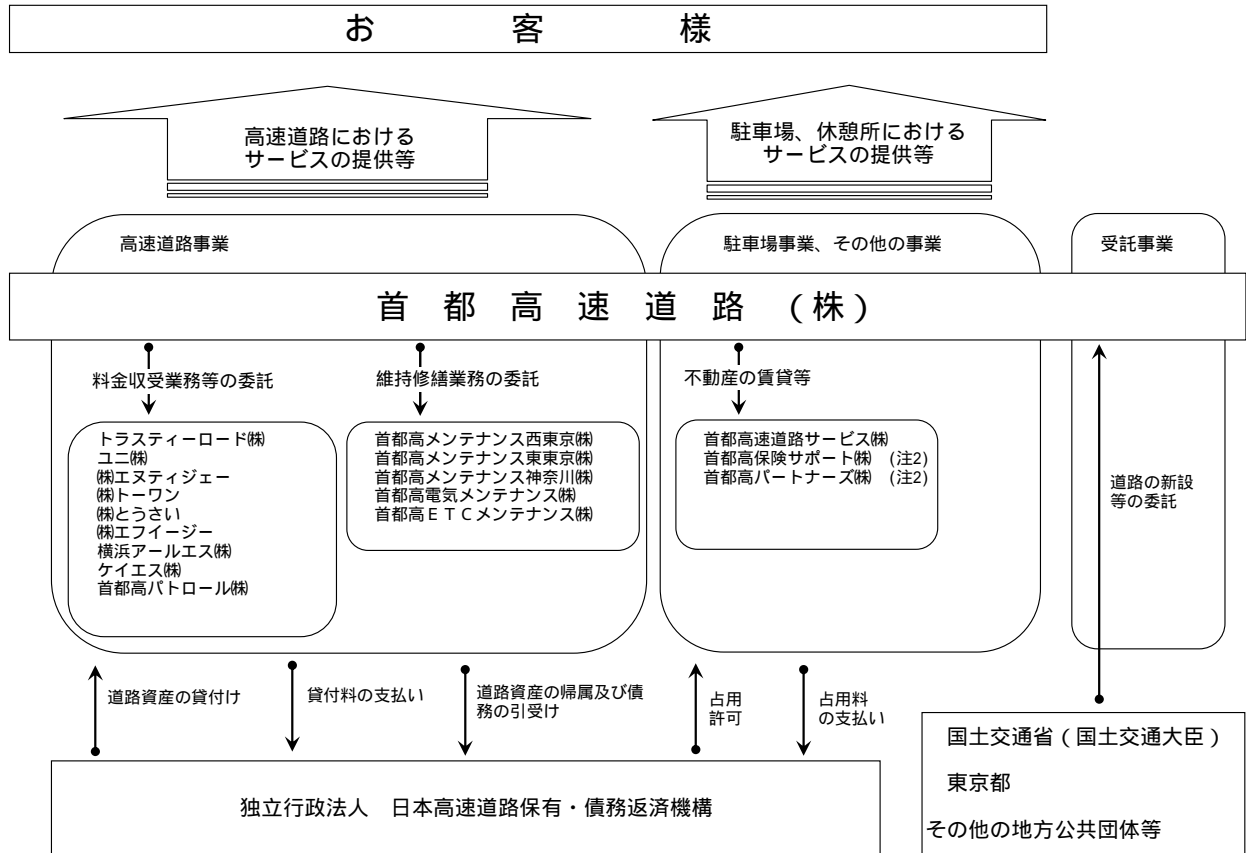 お客様
高速道路における
サービスの提供等
駐車場、休憩所における
サービスの提供等
高速道路事業
駐車場事業、その他の事業
受託事業
首都高速道路（株）
料金収受業務等の委託
維持修繕業務の委託
不動産の賃貸等
トラスティーロード㈱
ユニ㈱
㈱エヌティジェー
㈱トーワン
㈱とうさい
㈱エフイージー
横浜アールエス㈱
ケイエス㈱
首都高パトロール㈱
首都高メンテナンス西東京㈱
首都高メンテナンス東東京㈱
首都高メンテナンス神奈川㈱
首都高電気メンテナンス㈱
首都高ＥＴＣメンテナンス㈱
首都高速道路サービス㈱
首都高保険サポート㈱ (注2)
首都高パートナーズ㈱ (注2)
道路の新設
等の委託
道路資産の貸付け
貸付料の支払い
道路資産の帰属及び債
務の引受け
占用
許可
占用料
の支払い
独立行政法人　日本高速道路保有・債務返済機構
国土交通省（国土交通大臣）
東京都
その他の地方公共団体等